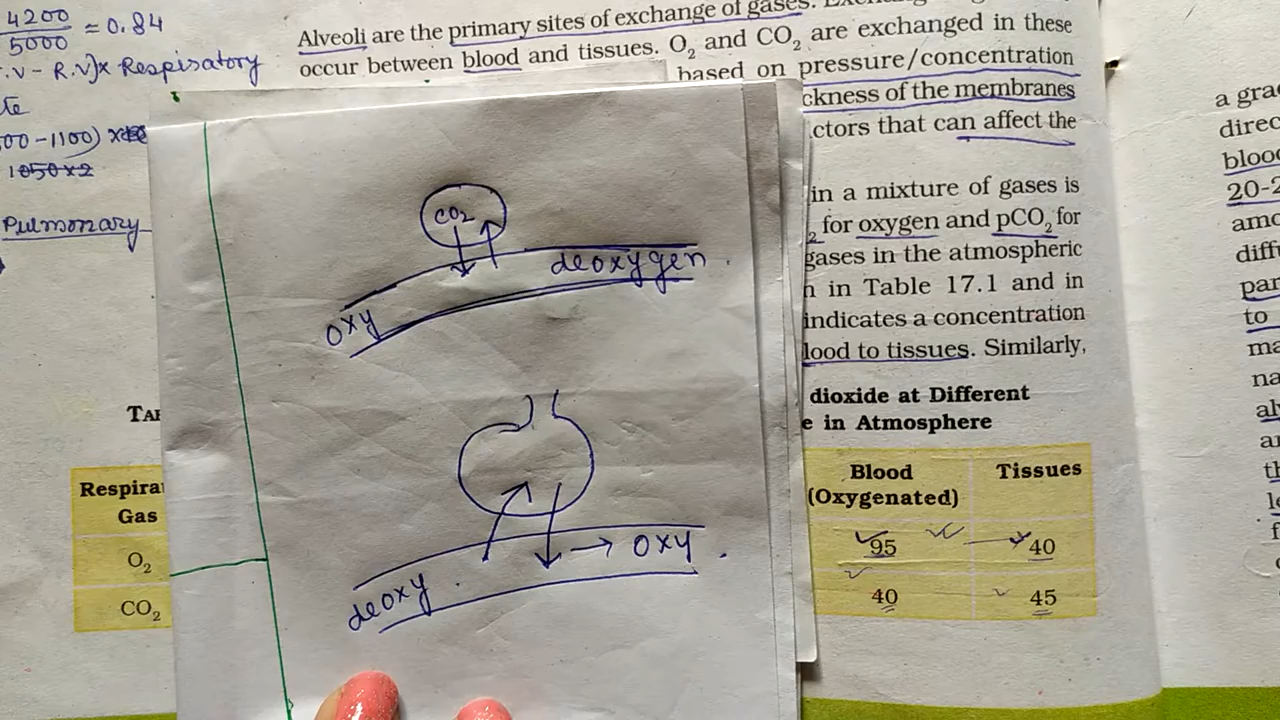 4200
5000 = 0.84
.V - R.V) x Respiratory
00 - 1100) x
1050 x 2
Pulmonary
Alveoli are the primary sites of exchange of gases.
occur between blood and tissues. O₂ and CO₂ are exchanged in these
based on pressure/concentration
ckness of the membranes
ctors that can affect the
in a mixture of gases is
₂ for oxygen and pCO₂ for
gases in the atmospheric
n in Table 17.1 and in
indicates a concentration
lood to tissues. Similarly,
CO₂
deoxygen
oxy
deoxy
→ oxy
dioxide at Different
e in Atmosphere
Respira
Gas
Blood
(Oxygenated)
Tissues
O₂
95
40
CO₂
40
45
a gra
direc
blood
20-2
amo
diff
par
to
ma
na
al